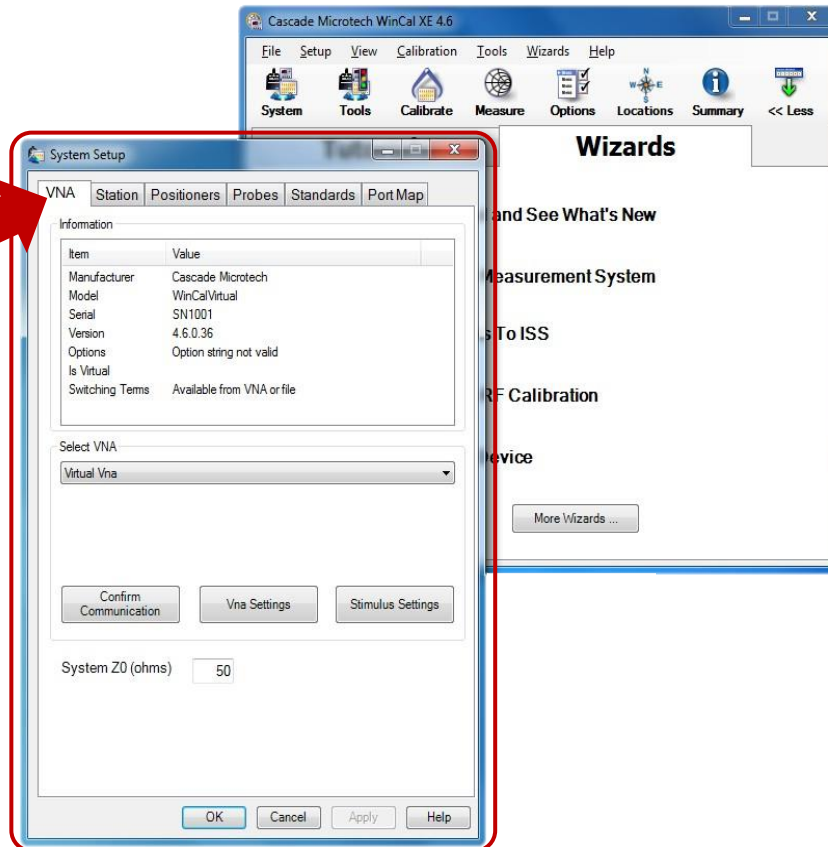 Cascade Microtech WinCal XE 4.6
File Setup View Calibration Tools Wizards Help
System Tools Calibrate Measure Options Locations Summary << Less
Wizards
and See What's New
Measurement System
s To ISS
RF Calibration
Device
More Wizards ...
System Setup
VNA Station Positioners Probes Standards Port Map
Information
Item Value
Manufacturer Cascade Microtech
Model WinCalVirtual
Serial SN1001
Version 4.6.0.36
Options Option string not valid
Is Virtual
Switching Terms Available from VNA or file
Select VNA
Virtual Vna
Confirm
Communication
Vna Settings
Stimulus Settings
System Z0 (ohms) 50
OK Cancel Apply Help